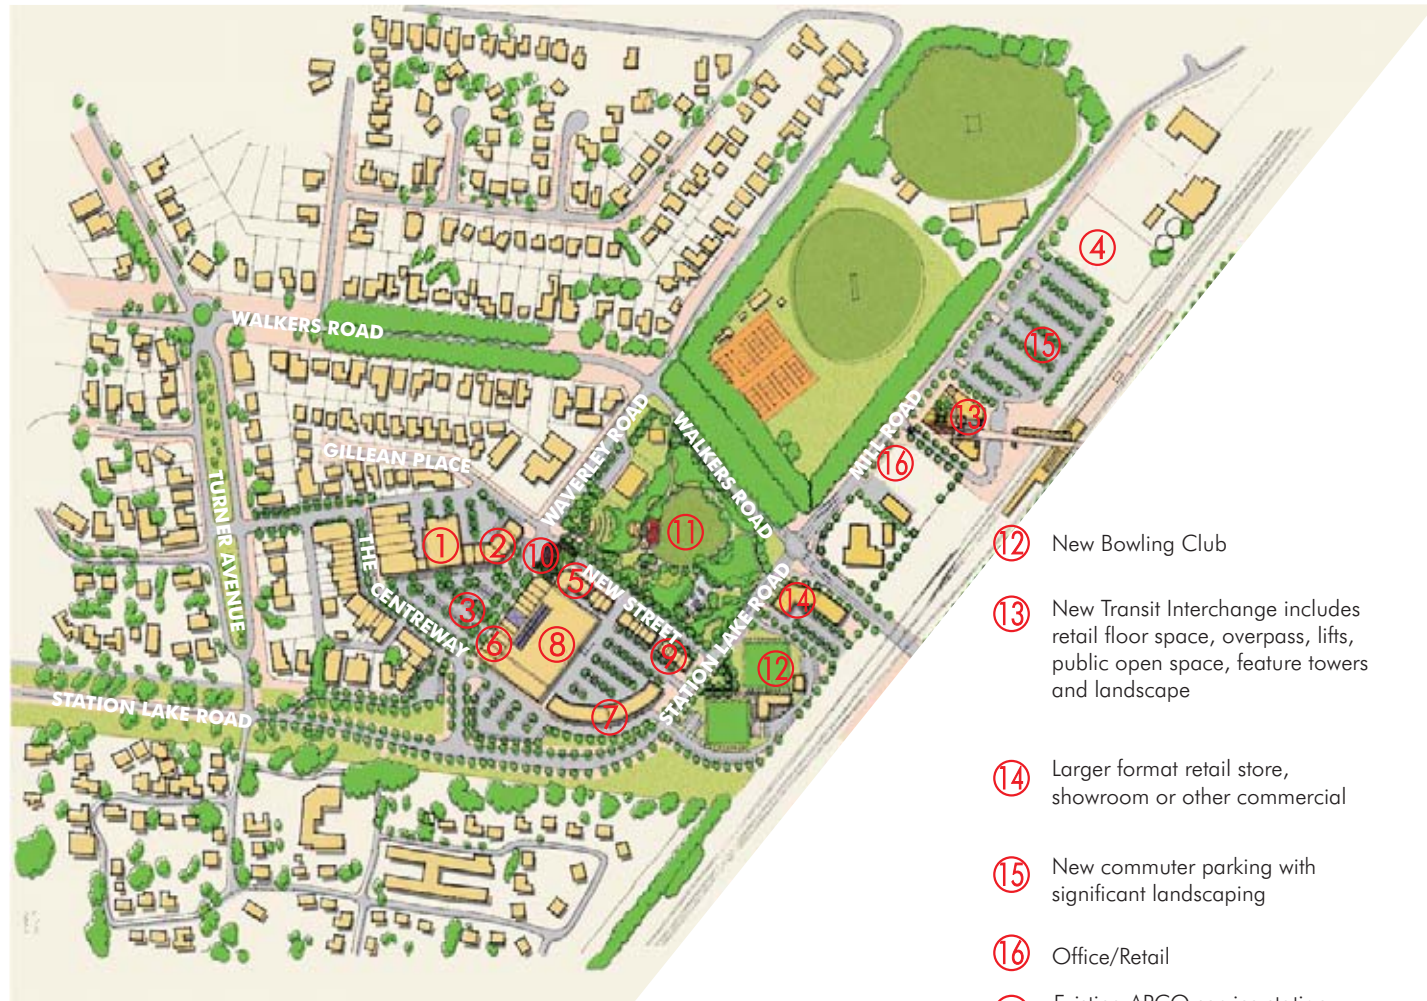 4
15
13
WALKERS ROAD
WAVERLEY ROAD
WALKERS ROAD
MILL ROAD
16
GILLEAN PLACE
TURNER AVENUE
THE CENTREWAY
1
2
10
11
5
NEW STREET
3
6
8
9
14
STATION LAKE ROAD
12
7
STATION LAKE ROAD
12 New Bowling Club
13 New Transit Interchange includes
retail floor space, overpass, lifts,
public open space, feature towers
and landscape
14 Larger format retail store,
showroom or other commercial
15 New commuter parking with
significant landscaping
16 Office/Retail